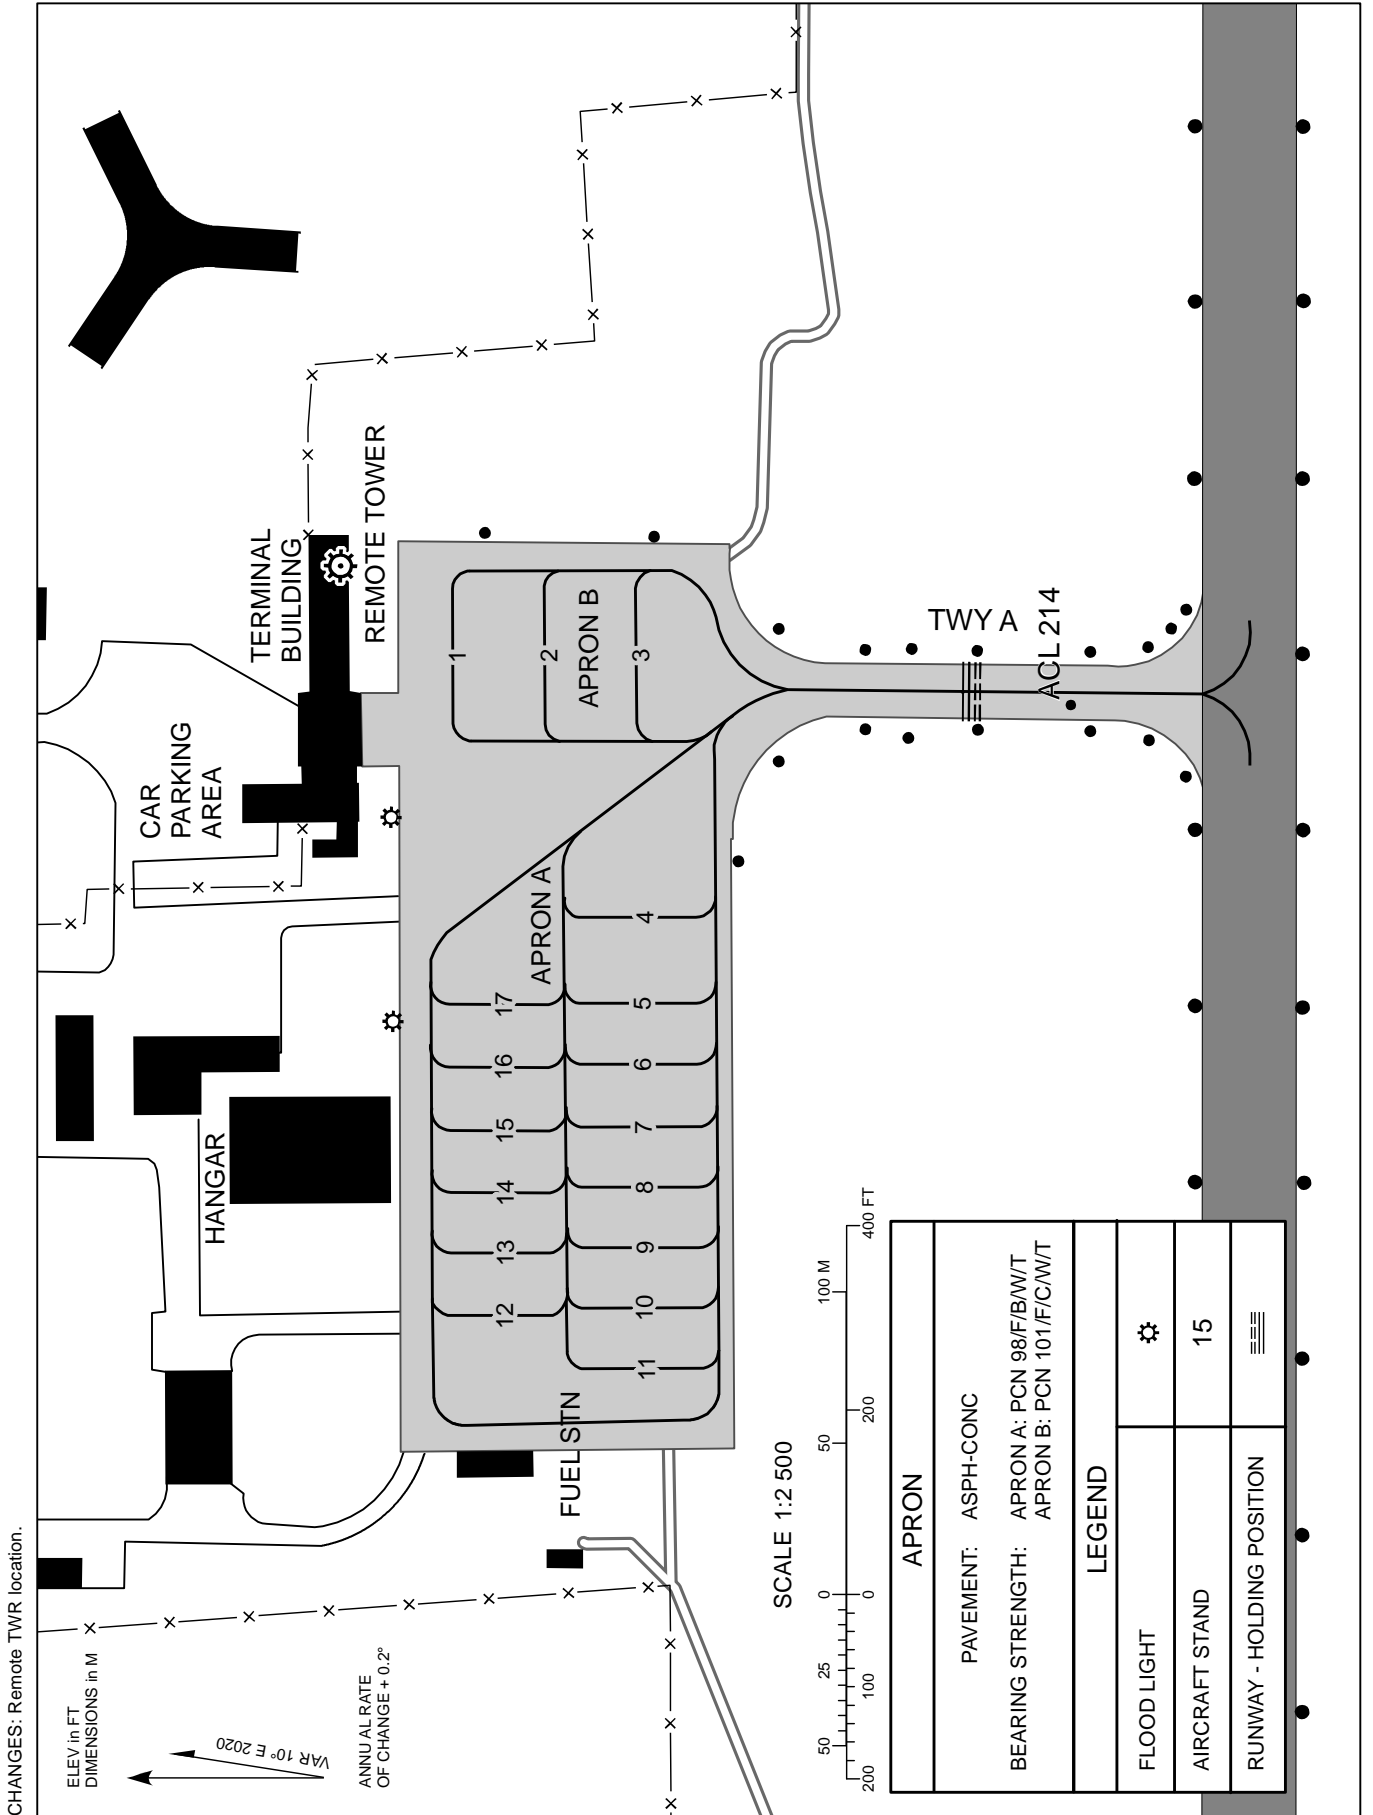 CHANGES: Remote TWR location.
ELEV in FT
DIMENSIONS in M
VAR 10° E 2020
ANNUAL RATE
OF CHANGE + 0.2°
TERMINAL
BUILDING
REMOTE TOWER
CAR
PARKING
AREA
HANGAR
FUEL STN
APRON A
APRON B
1
2
3
4
5
6
7
8
9
10
11
12
13
14
15
16
17
TWY A
ACL 214
SCALE 1:2 500
50 25 0 50 100 M
200 100 0 200 400 FT
APRON
PAVEMENT: ASPH-CONC
BEARING STRENGTH: APRON A: PCN 98/F/B/W/T
APRON B: PCN 101/F/C/W/T
LEGEND
FLOOD LIGHT
AIRCRAFT STAND 15
RUNWAY - HOLDING POSITION